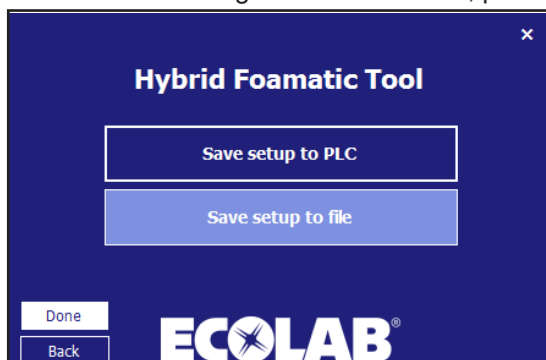 ×
Hybrid Foamatic Tool
Save setup to PLC
Save setup to file
Done
Back
ECOLAB®